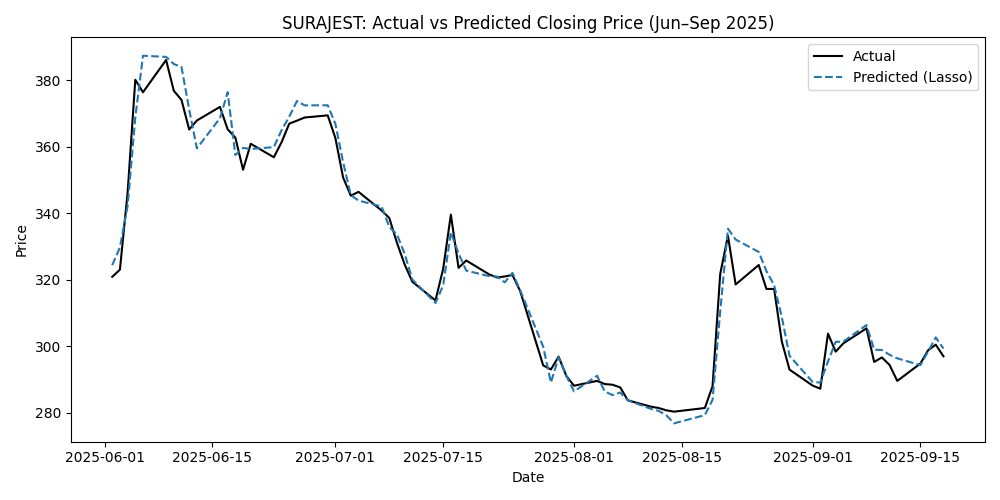 SURAJEST: Actual vs Predicted Closing Price (Jun–Sep 2025)
Actual
Predicted (Lasso)
Price
380
360
340
320
300
280
2025-06-01
2025-06-15
2025-07-01
2025-07-15
2025-08-01
2025-08-15
2025-09-01
2025-09-15
Date